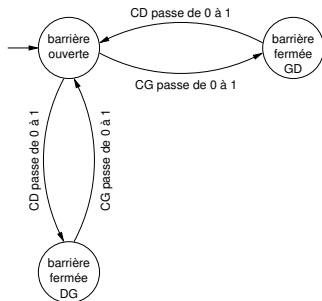 CD passe de 0 à 1
barrière
ouverte
barrière
fermée
GD
CG passe de 0 à 1
CD passe de 0 à 1
CG passe de 0 à 1
barrière
fermée
DG